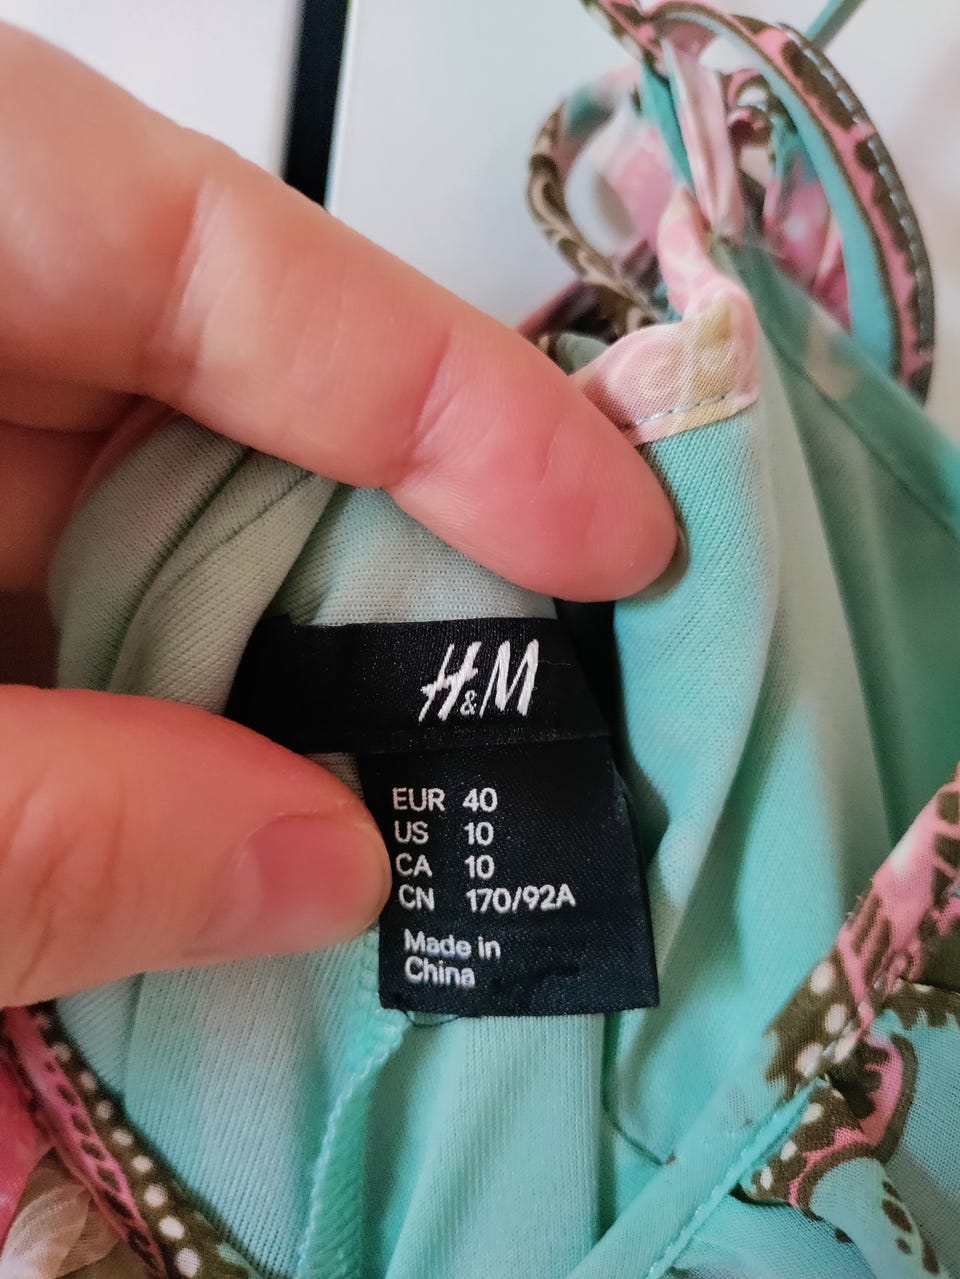 H&M
EUR 40
US 10
CA 10
CN 170/92A
Made in
China